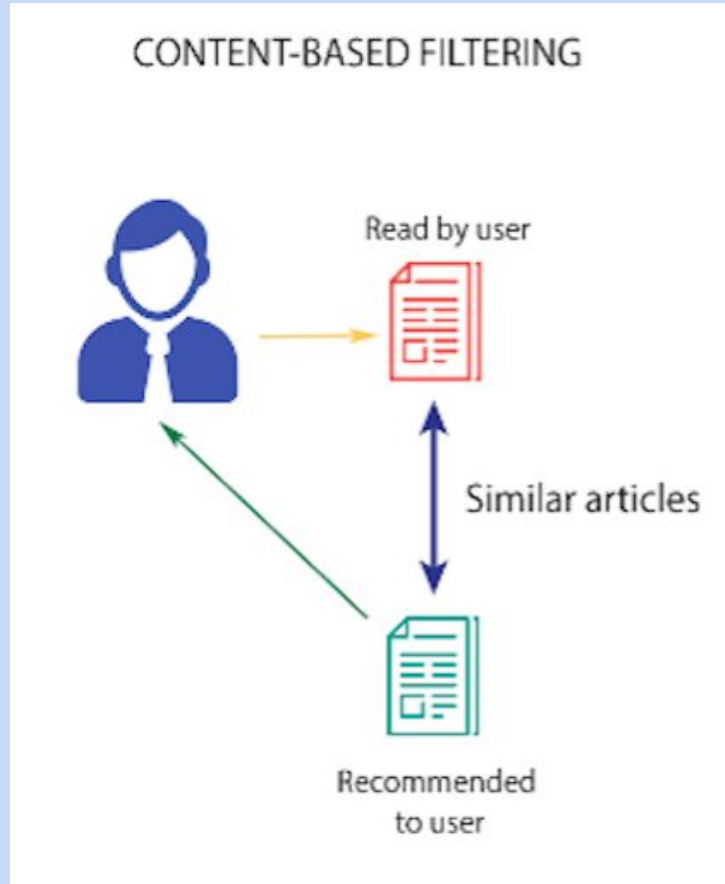 CONTENT-BASED FILTERING
Read by user
Similar articles
Recommended
to user